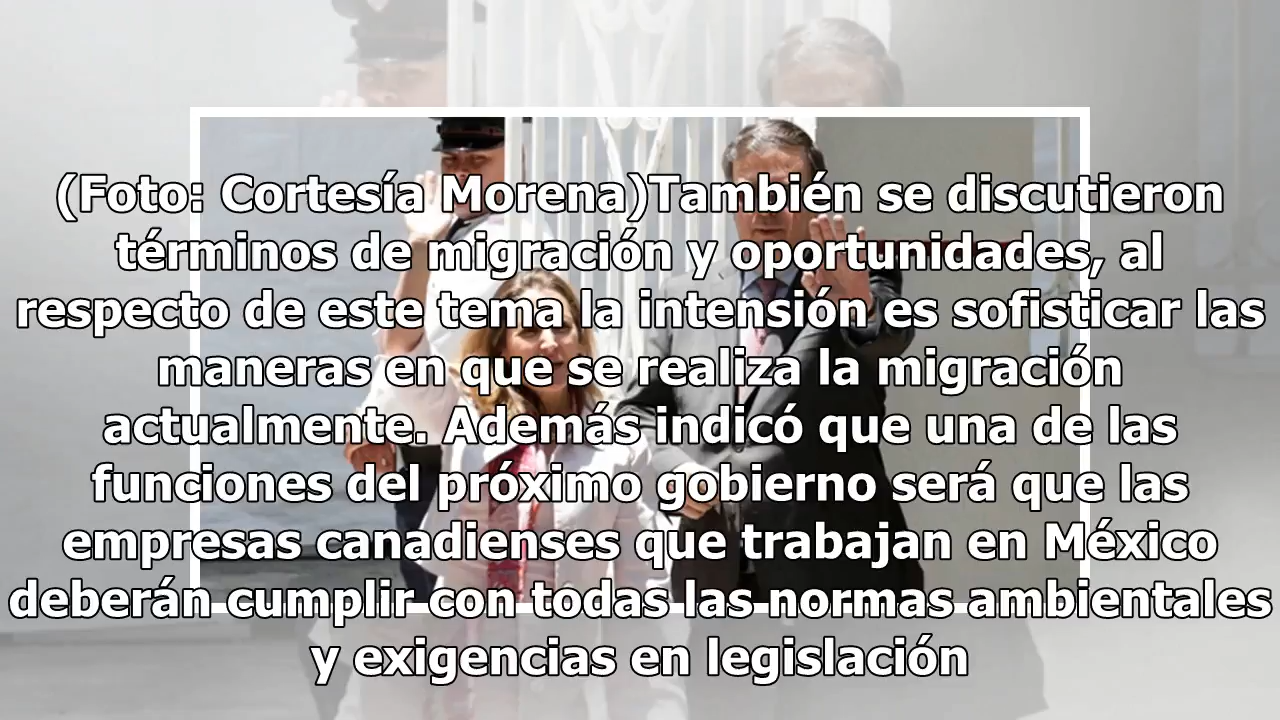 (Foto: Cortesía Morena)También se discutieron
términos de migración y oportunidades, al
respecto de este tema la intensión es sofisticar las
maneras en que se realiza la migración
actualmente. Además indicó que una de las
funciones del próximo gobierno será que las
empresas canadienses que trabajan en México
deberán cumplir con todas las normas ambientales
y exigencias en legislación